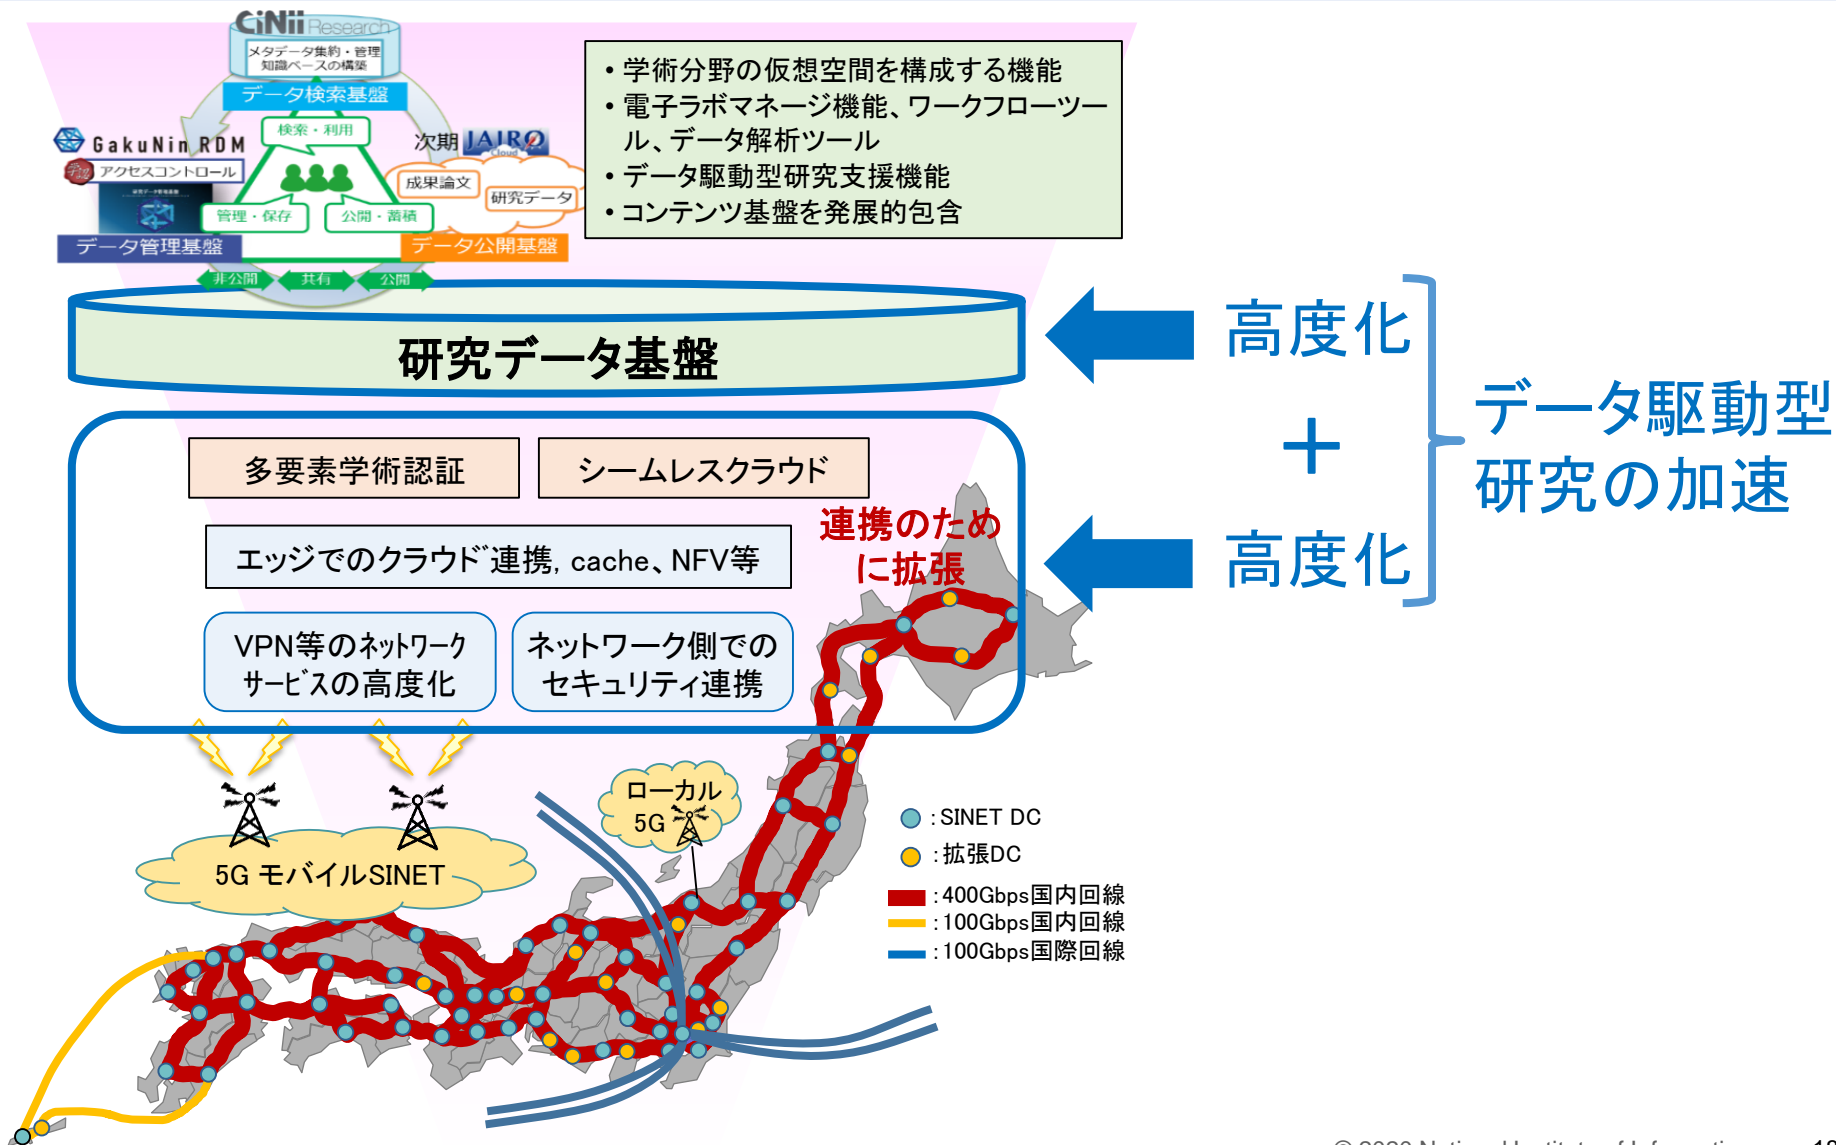 CiNii Research
メタデータ集約・管理
知識ベースの構築
データ検索基盤
検索・利用
GakuNin RDM
アクセスコントロール
次期 JAIRO
Cloud
成果論文
研究データ
管理・保存
公開・蓄積
データ管理基盤
データ公開基盤
非公開
共有
公開
・学術分野の仮想空間を構成する機能
・電子ラボマネージ機能、ワークフローツー
ル、データ解析ツール
・データ駆動型研究支援機能
・コンテンツ基盤を発展的包含
研究データ基盤
高度化
+
高度化
データ駆動型
研究の加速
多要素学術認証
シームレスクラウド
連携のため
に拡張
エッジでのクラウド゛連携, cache、NFV等
VPN等のネットワーク
サービスの高度化
ネットワーク側での
セキュリティ連携
ローカル
5G
5G モバイルSINET
:SINET DC
:拡張DC
:400Gbps国内回線
:100Gbps国内回線
:100Gbps国際回線